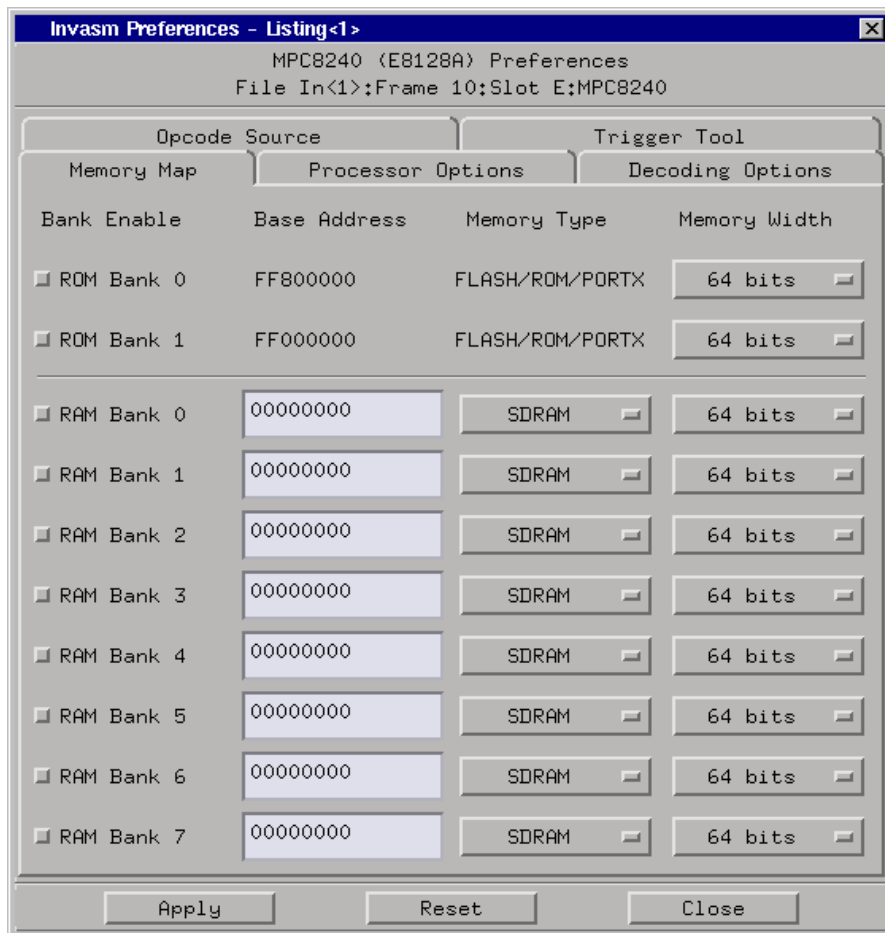 Invasm Preferences - Listing<1>
MPC8240 (E8128A) Preferences
File In<1>:Frame 10:Slot E:MPC8240
Opcode Source Trigger Tool
Memory Map Processor Options Decoding Options
Bank Enable Base Address Memory Type Memory Width
ROM Bank 0 FF800000 FLASH/ROM/PORTX 64 bits
ROM Bank 1 FF000000 FLASH/ROM/PORTX 64 bits
RAM Bank 0 00000000 SDRAM 64 bits
RAM Bank 1 00000000 SDRAM 64 bits
RAM Bank 2 00000000 SDRAM 64 bits
RAM Bank 3 00000000 SDRAM 64 bits
RAM Bank 4 00000000 SDRAM 64 bits
RAM Bank 5 00000000 SDRAM 64 bits
RAM Bank 6 00000000 SDRAM 64 bits
RAM Bank 7 00000000 SDRAM 64 bits
Apply Reset Close